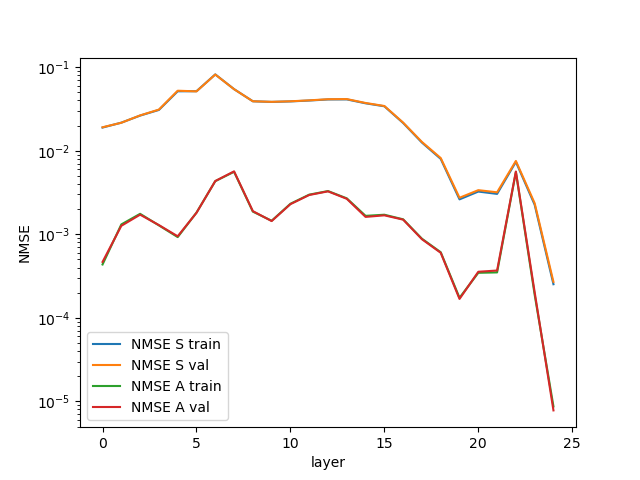 10⁻¹
10⁻²
10⁻³
10⁻⁴
10⁻⁵
NMSE
NMSE S train
NMSE S val
NMSE A train
NMSE A val
0 5 10 15 20 25
layer